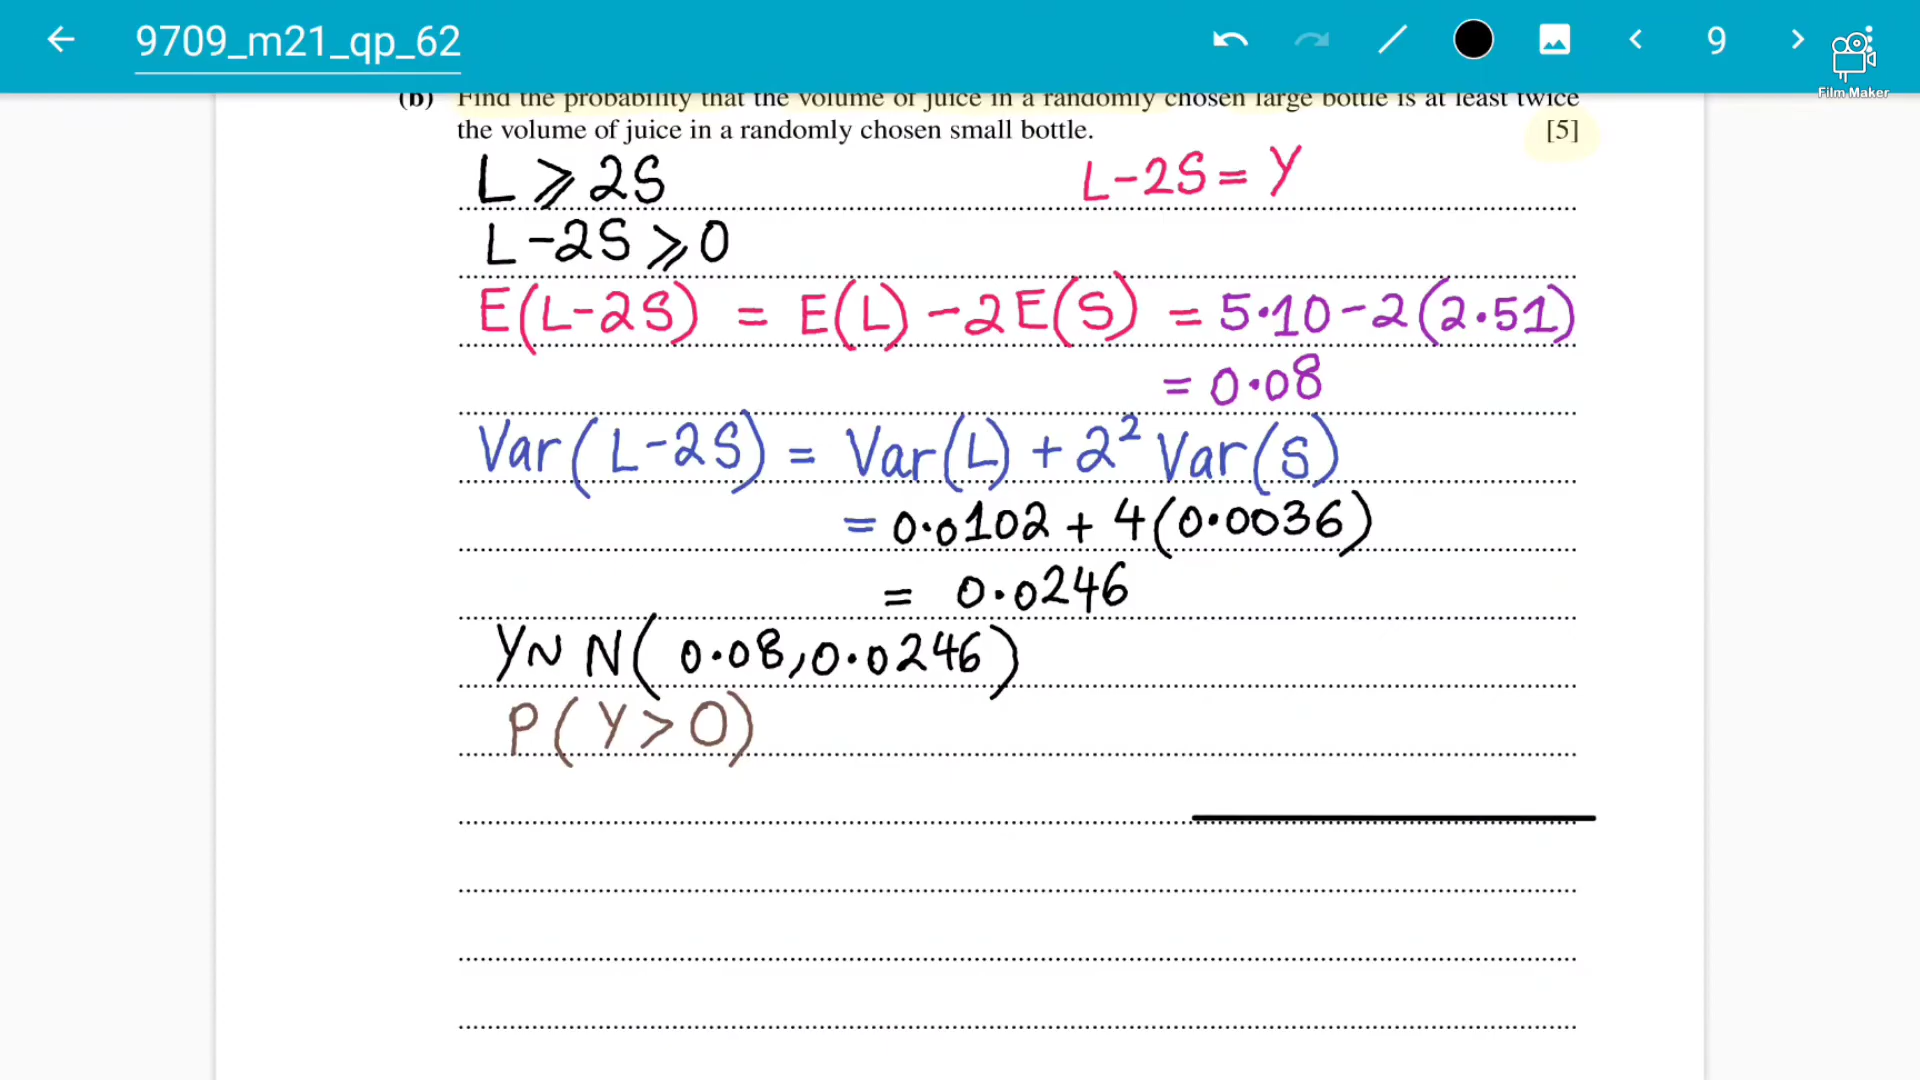 9709_m21_qp_62
9
Film Maker
(b) Find the probability that the volume of juice in a randomly chosen large bottle is at least twice
the volume of juice in a randomly chosen small bottle. [5]
L ⩾ 2S L-2S = Y
L-2S ⩾ 0
E(L-2S) = E(L) - 2E(S) = 5·10 - 2(2·51)
= 0·08
Var(L-2S) = Var(L) + 2² Var(S)
= 0·0102 + 4(0·0036)
= 0·0246
Y~ N(0·08, 0·0246)
P(Y>0)